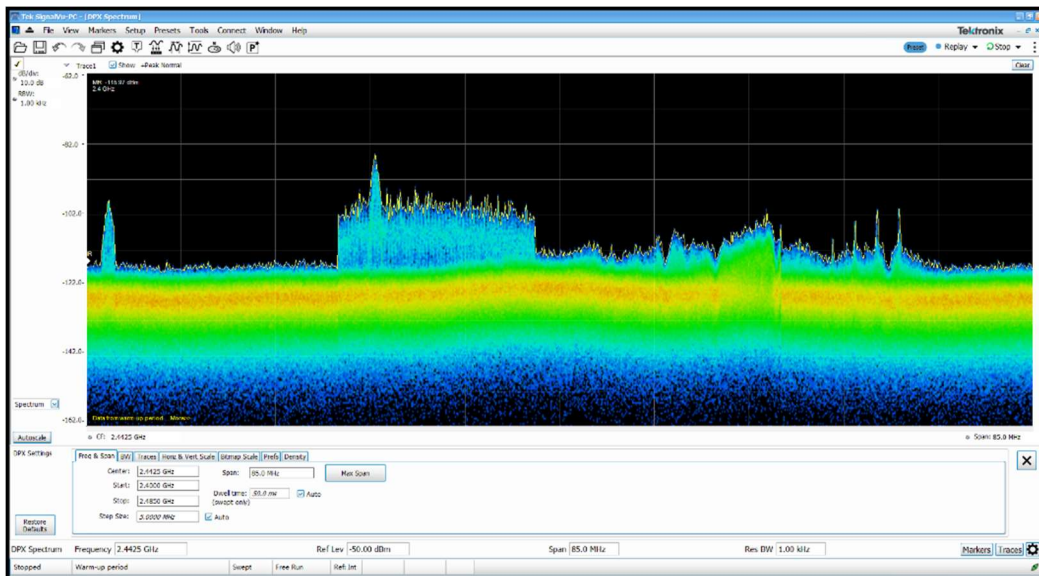 Tek SignalVu-PC - [DPX Spectrum]
File View Markers Setup Presets Tools Connect Window Help
Tektronix
Preset Replay Stop
dB/div:
10.0 dB
RBW:
1.00 kHz
Trace1 Show +Peak Normal
Clear
2.4 GHz
-82.0
-102.0
-122.0
-142.0
-162.0
Spectrum
Autoscale
CF: 2.4425 GHz
Span: 85.0 MHz
DPX Settings
Freq & Span BW Traces Horiz & Vert Scale Bitmap Scale Prefs Density
Center: 2.4425 GHz Span: 85.0 MHz Max Span
Start: 2.4000 GHz
Stop: 2.4850 GHz
Dwell time: 50.0 ms Auto
(swept only)
Step Size: 5.0000 MHz Auto
Restore
Defaults
DPX Spectrum Frequency 2.4425 GHz Ref Lev -50.00 dBm Span 85.0 MHz Res BW 1.00 kHz Markers Traces
Stopped Warm-up period Swept Free Run Ref: Int